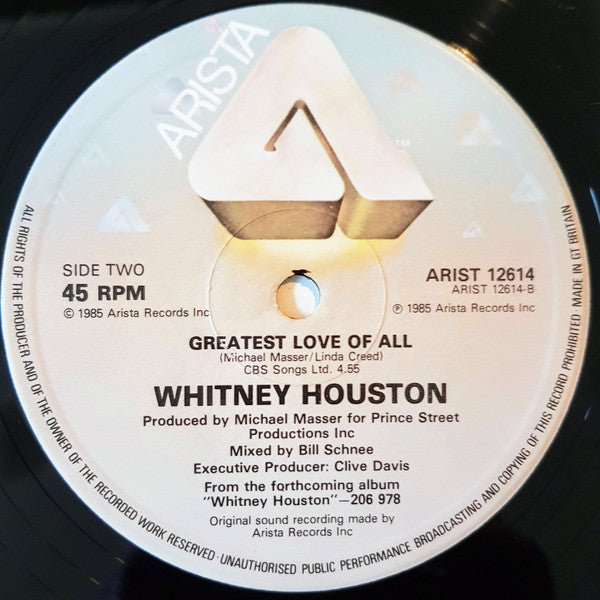 ARISTA
TM
SIDE TWO
45 RPM
© 1985 Arista Records Inc
ARIST 12614
ARIST 12614-B
℗ 1985 Arista Records Inc
GREATEST LOVE OF ALL
(Michael Masser/Linda Creed)
CBS Songs Ltd. 4.55
WHITNEY HOUSTON
Produced by Michael Masser for Prince Street
Productions Inc
Mixed by Bill Schnee
Executive Producer: Clive Davis
From the forthcoming album
"Whitney Houston"—206 978
Original sound recording made by
Arista Records Inc
ALL RIGHTS OF THE PRODUCER AND OF THE OWNER OF THE RECORDED WORK RESERVED · UNAUTHORISED PUBLIC PERFORMANCE BROADCASTING AND COPYING OF THIS RECORD PROHIBITED · MADE IN GT BRITAIN